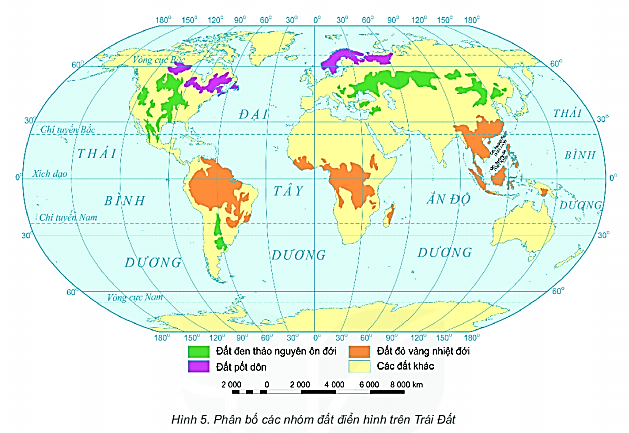 180° 150° 120° 90° 60° 30° 0° 30° 60° 90° 120° 150° 180°
Vòng cực Bắc
60° 60°
ĐẠI
THÁI
30° 30°
Chí tuyến Bắc
THÁI BÌNH
Xích đạo
0° 0°
TÂY
ẤN ĐỘ
BÌNH DƯƠNG
Chí tuyến Nam
30° 30°
DƯƠNG DƯƠNG DƯƠNG
60° 60°
Vòng cực Nam
180° 150° 120° 90° 60° 30° 0° 30° 60° 90° 120° 150° 180°
Đất đen thảo nguyên ôn đới Đất đỏ vàng nhiệt đới
Đất pốt dôn Các đất khác
2 000 0 2 000 4 000 6 000 8 000 km
Hình 5. Phân bố các nhóm đất điển hình trên Trái Đất